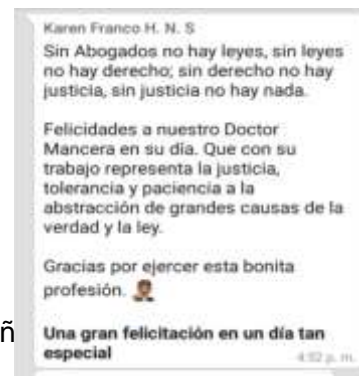 Karen Franco H. N. S
Sin Abogados no hay leyes, sin leyes
no hay derecho; sin derecho no hay
justicia, sin justicia no hay nada.
Felicidades a nuestro Doctor
Mancera en su día. Que con su
trabajo representa la justicia,
tolerancia y paciencia a la
abstracción de grandes causas de la
verdad y la ley.
Gracias por ejercer esta bonita
profesión. 👨🏽‍⚖️
ñ
Una gran felicitación en un día tan
especial
4:52 p. m.